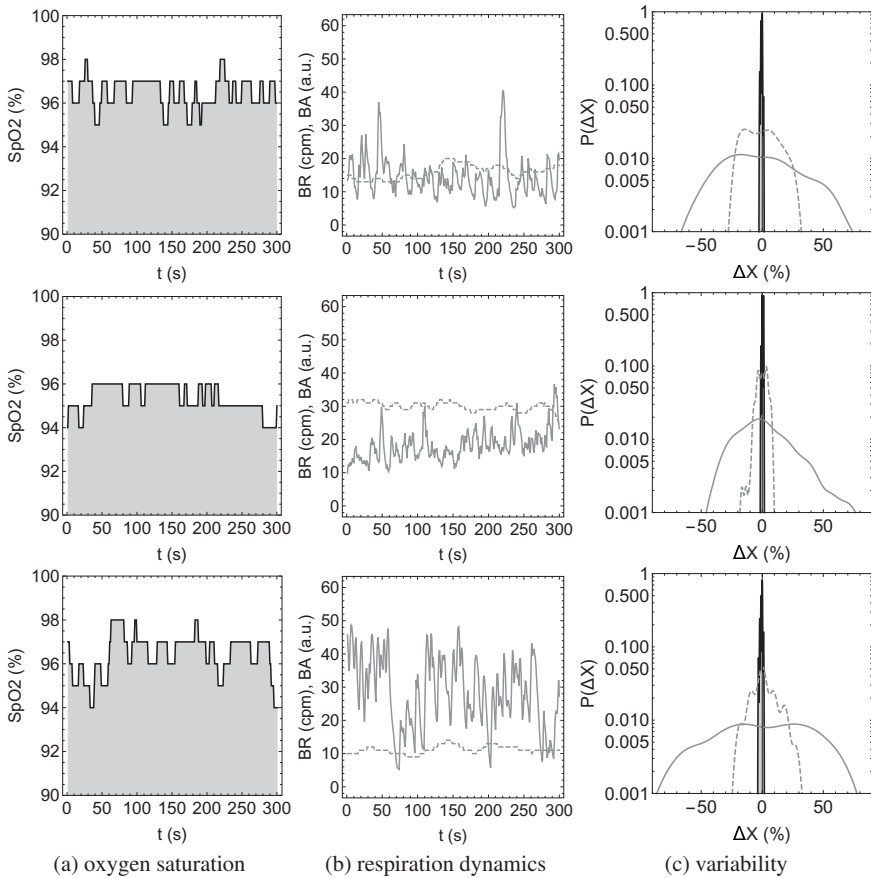 100
98
96
94
92
90
SpO2 (%)
0 50 100 150 200 250 300
t (s)
60
50
40
30
20
10
0
BR (cpm), BA (a.u.)
0 50 100 150 200 250 300
t (s)
1
0.500
0.100
0.050
0.010
0.005
0.001
P(ΔX)
−50 0 50
ΔX (%)
100
98
96
94
92
90
SpO2 (%)
0 50 100 150 200 250 300
t (s)
60
50
40
30
20
10
0
BR (cpm), BA (a.u.)
0 50 100 150 200 250 300
t (s)
1
0.500
0.100
0.050
0.010
0.005
0.001
P(ΔX)
−50 0 50
ΔX (%)
100
98
96
94
92
90
SpO2 (%)
0 50 100 150 200 250 300
t (s)
60
50
40
30
20
10
0
BR (cpm), BA (a.u.)
0 50 100 150 200 250 300
t (s)
1
0.500
0.100
0.050
0.010
0.005
0.001
P(ΔX)
−50 0 50
ΔX (%)
(a) oxygen saturation
(b) respiration dynamics
(c) variability